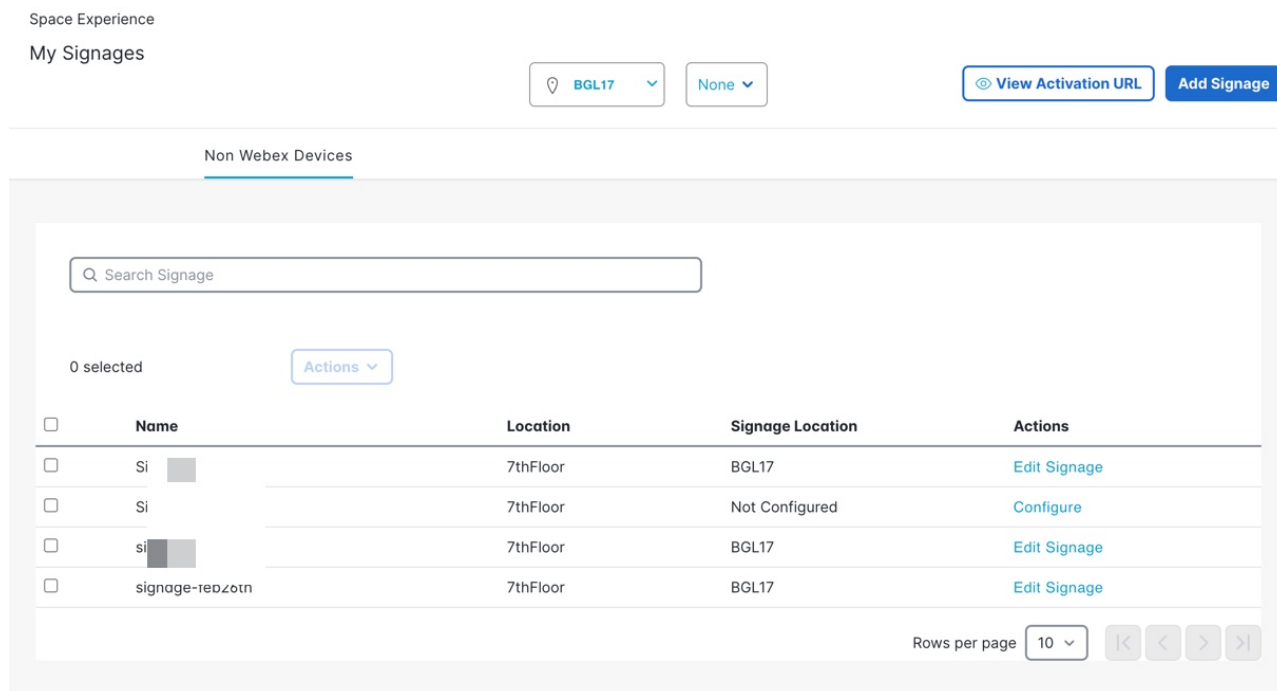 Space Experience
My Signages
BGL17 None View Activation URL Add Signage
Non Webex Devices
Search Signage
0 selected Actions
Name Location Signage Location Actions
Si 7thFloor BGL17 Edit Signage
Si 7thFloor Not Configured Configure
si 7thFloor BGL17 Edit Signage
signage-feb26th 7thFloor BGL17 Edit Signage
Rows per page 10